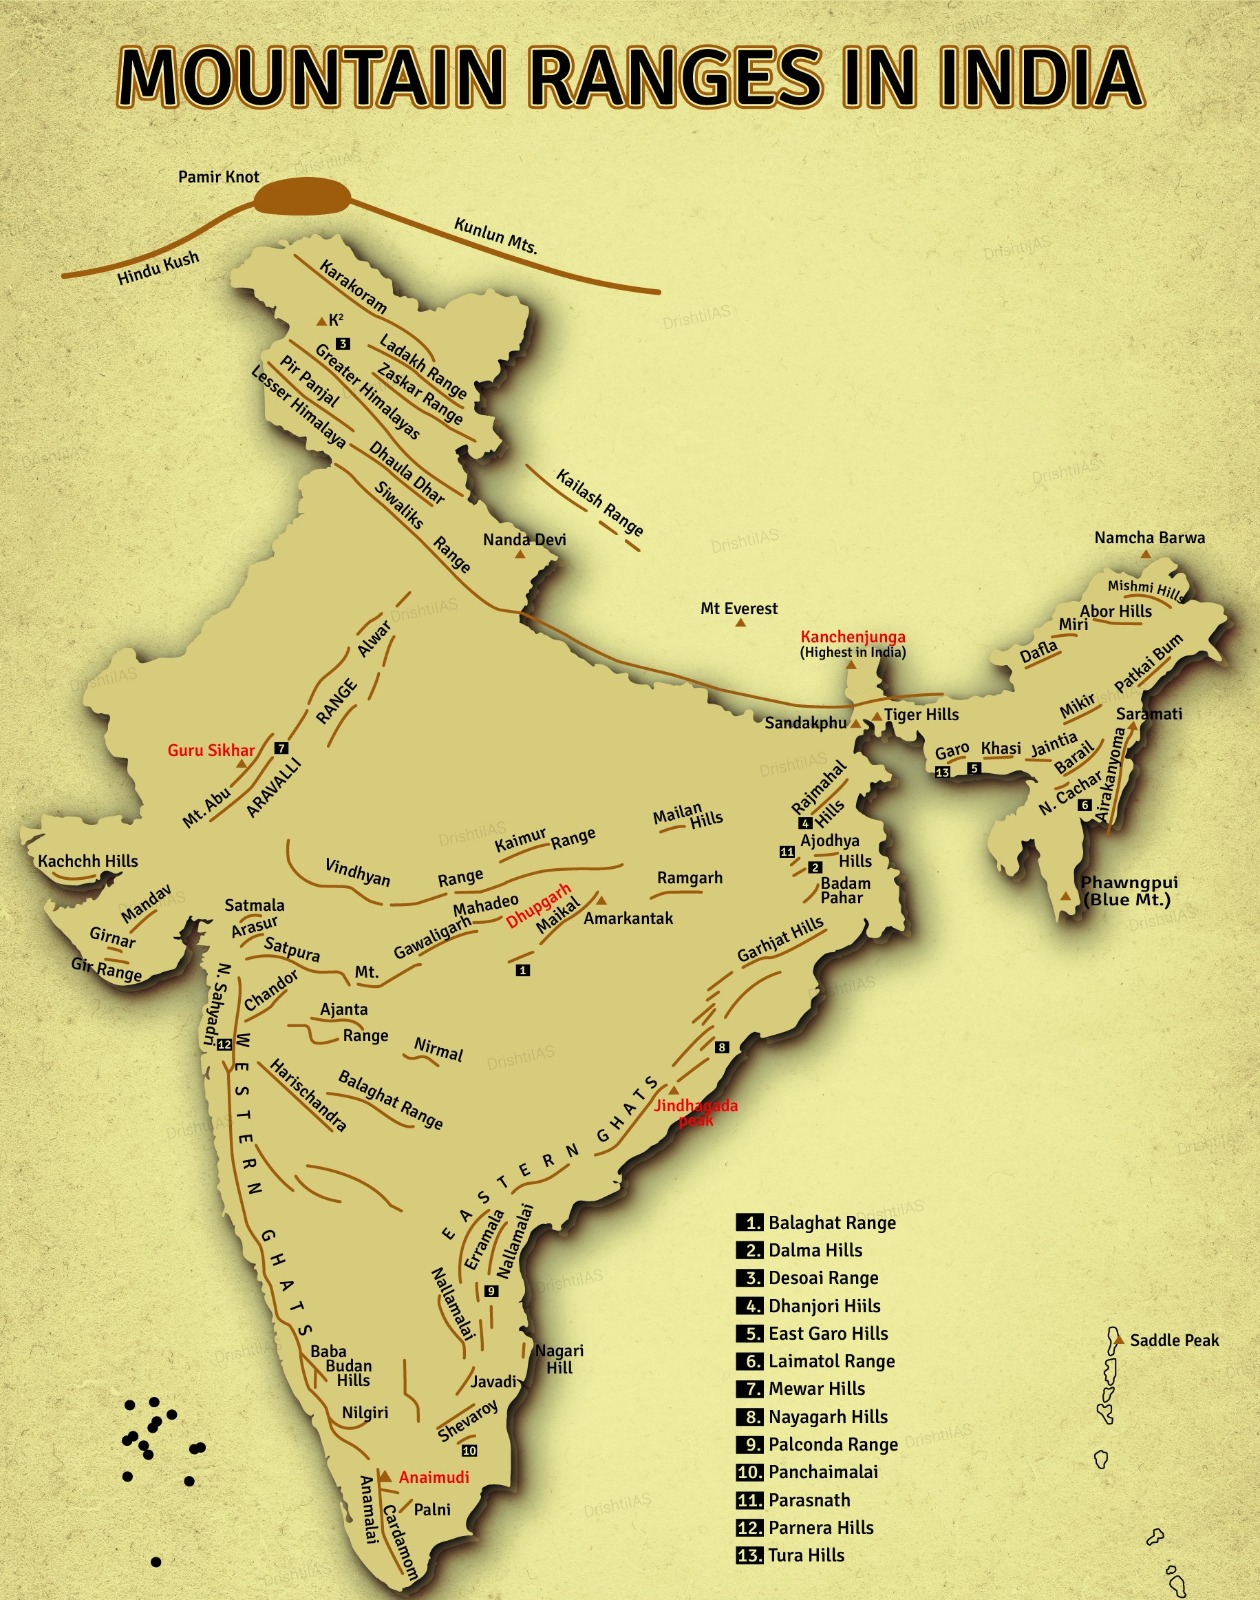 MOUNTAIN RANGES IN INDIA
Pamir Knot
Hindu Kush
Kunlun Mts.
Karakoram
K²
3
Ladakh Range
Zaskar Range
Greater Himalayas
Pir Panjal
Lesser Himalaya
Dhaula Dhar
Siwaliks Range
Kailash Range
Nanda Devi
Namcha Barwa
Mishmi Hills
Abor Hills
Miri
Dafla
Patkai Bum
Mt Everest
Kanchenjunga
(Highest in India)
Sandakphu
Tiger Hills
Mikir
Saramati
Garo
Khasi
Jaintia
Barail
13
5
N. Cachar
6
Airakanyoma
Phawngpui
(Blue Mt.)
Alwar
RANGE
Guru Sikhar
7
Mt. Abu
ARAVALLI
Rajmahal
Hills
4
Mailan
Hills
Kaimur Range
Ajodhya
Hills
11
2
Badam
Pahar
Kachchh Hills
Vindhyan Range
Ramgarh
Mandav
Girnar
Gir Range
Satmala
Arasur
Satpura
Mahadeo
Dhupgarh
Maikal
Amarkantak
Gawaligarh
Mt.
1
Garhjat Hills
N. Sahyadri
Chandor
Ajanta
Range
Nirmal
12
8
Harischandra
Balaghat Range
Jindhagada
peak
WESTERN GHATS
EASTERN GHATS
Erramala
Nallamalai
Nallamalai
9
Baba
Budan
Hills
Nagari
Hill
Javadi
Nilgiri
Shevaroy
10
Anaimudi
Anamalai
Cardamom
Palni
Saddle Peak
1. Balaghat Range
2. Dalma Hills
3. Desoai Range
4. Dhanjori Hiils
5. East Garo Hills
6. Laimatol Range
7. Mewar Hills
8. Nayagarh Hills
9. Palconda Range
10. Panchaimalai
11. Parasnath
12. Parnera Hills
13. Tura Hills
DrishtiIAS